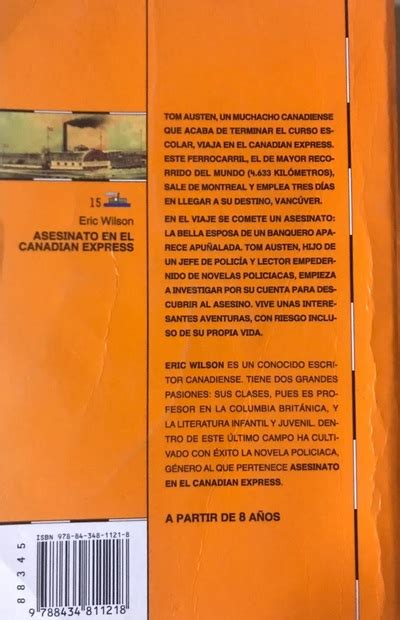 TOM AUSTEN, UN MUCHACHO CANADIENSE
QUE ACABA DE TERMINAR EL CURSO ES-
COLAR, VIAJA EN EL CANADIAN EXPRESS.
ESTE FERROCARRIL, EL DE MAYOR RECO-
RRIDO DEL MUNDO (4.633 KILÓMETROS),
SALE DE MONTREAL Y EMPLEA TRES DÍAS
EN LLEGAR A SU DESTINO, VANCÚVER.
EN EL VIAJE SE COMETE UN ASESINATO:
LA BELLA ESPOSA DE UN BANQUERO APA-
RECE APUÑALADA. TOM AUSTEN, HIJO DE
UN JEFE DE POLICÍA Y LECTOR EMPEDER-
NIDO DE NOVELAS POLICIACAS, EMPIEZA
A INVESTIGAR POR SU CUENTA PARA DES-
CUBRIR AL ASESINO. VIVE UNAS INTERE-
SANTES AVENTURAS, CON RIESGO INCLU-
SO DE SU PROPIA VIDA.
ERIC WILSON ES UN CONOCIDO ESCRI-
TOR CANADIENSE. TIENE DOS GRANDES
PASIONES: SUS CLASES, PUES ES PRO-
FESOR EN LA COLUMBIA BRITÁNICA, Y
LA LITERATURA INFANTIL Y JUVENIL. DEN-
TRO DE ESTE ÚLTIMO CAMPO HA CULTI-
VADO CON ÉXITO LA NOVELA POLICIACA,
GÉNERO AL QUE PERTENECE ASESINATO
EN EL CANADIAN EXPRESS.
A PARTIR DE 8 AÑOS
15
Eric Wilson
ASESINATO EN EL
CANADIAN EXPRESS
ISBN 978-84-348-1121-8
88345
9 788434 811218